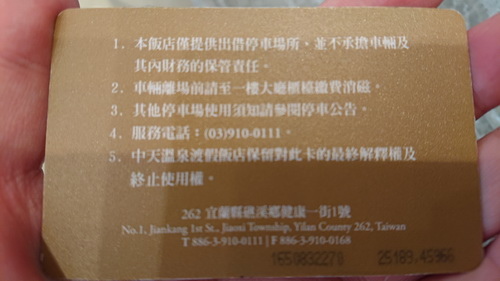 1. 本飯店僅提供出借停車場所，並不承擔車輛及
其內財務的保管責任。
2. 車輛離場前請至一樓大廳櫃檯繳費消磁。
3. 其他停車場使用須知請參閱停車公告。
4. 服務電話：(03)910-0111。
5. 中天溫泉渡假飯店保留對此卡的最終解釋權及
終止使用權。
262 宜蘭縣礁溪鄉健康一街1號
No.1, Jiankang 1st St., Jiaoxi Township, Yilan County 262, Taiwan
T 886-3-910-0111 | F 886-3-910-0168
1650832270 25189,45966